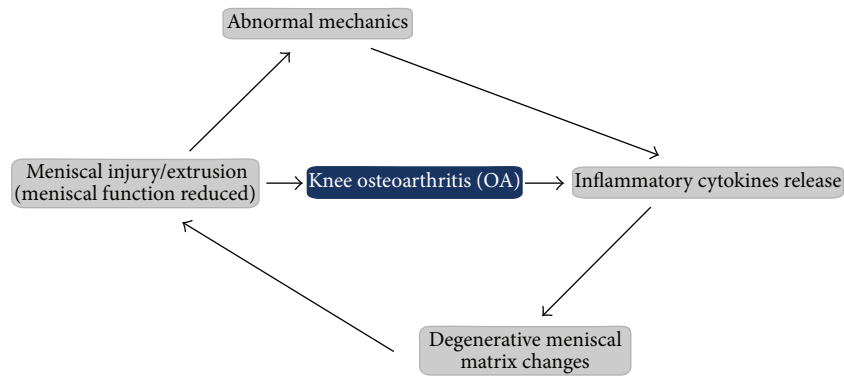 Abnormal mechanics
Meniscal injury/extrusion
(meniscal function reduced)
Knee osteoarthritis (OA)
Inflammatory cytokines release
Degenerative meniscal
matrix changes